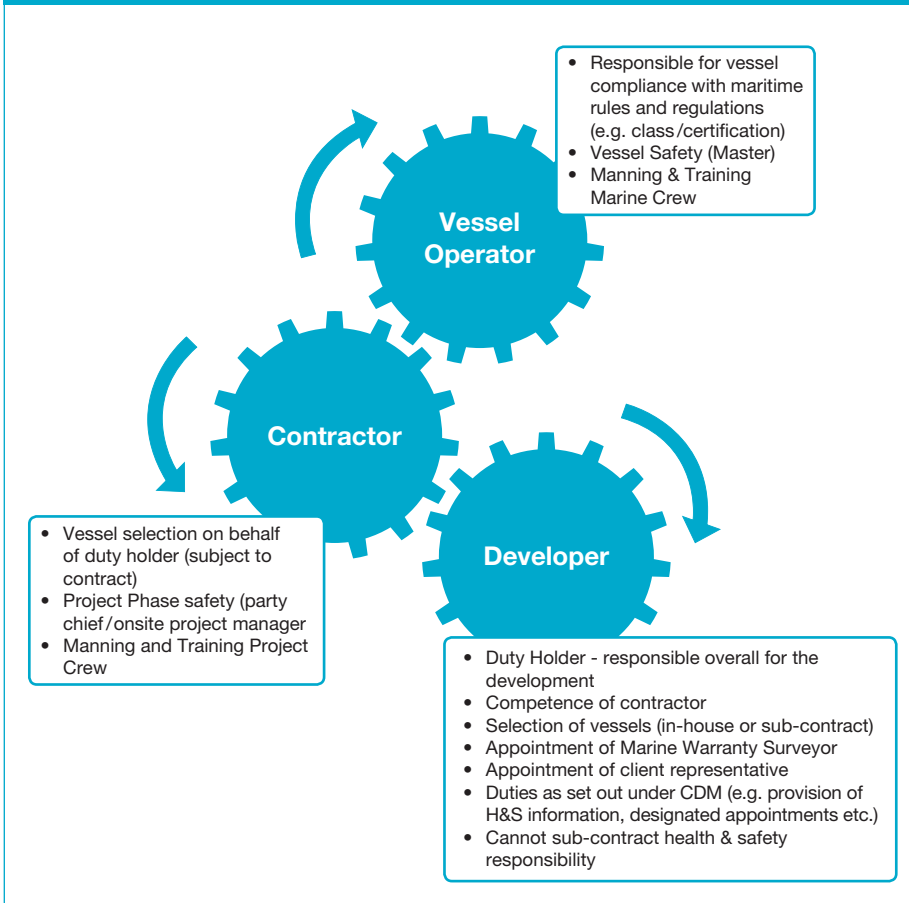 • Responsible for vessel
compliance with maritime
rules and regulations
(e.g. class/certification)
• Vessel Safety (Master)
• Manning & Training
Marine Crew
Vessel
Operator
Contractor
• Vessel selection on behalf
of duty holder (subject to
contract)
• Project Phase safety (party
chief/onsite project manager
• Manning and Training Project
Crew
Developer
• Duty Holder - responsible overall for the
development
• Competence of contractor
• Selection of vessels (in-house or sub-contract)
• Appointment of Marine Warranty Surveyor
• Appointment of client representative
• Duties as set out under CDM (e.g. provision of
H&S information, designated appointments etc.)
• Cannot sub-contract health & safety
responsibility